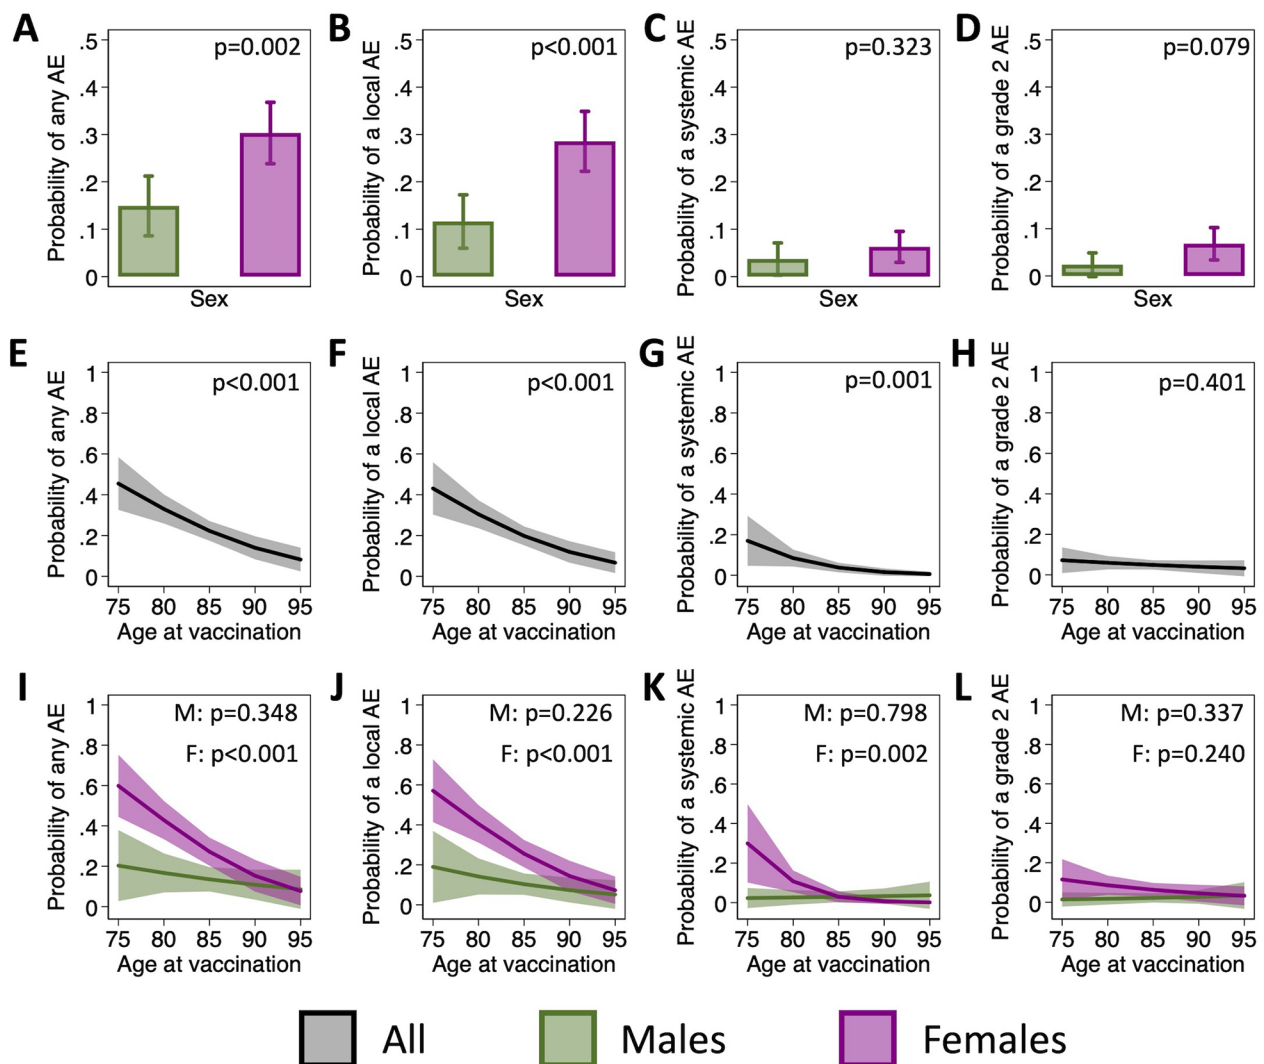 A
B
C
D
Probability of any AE
.5
.4
.3
.2
.1
0
p=0.002
Sex
Probability of a local AE
.5
.4
.3
.2
.1
0
p<0.001
Sex
Probability of a systemic AE
.5
.4
.3
.2
.1
0
p=0.323
Sex
Probability of a grade 2 AE
.5
.4
.3
.2
.1
0
p=0.079
Sex
E
F
G
H
Probability of any AE
1
.8
.6
.4
.2
0
p<0.001
75 80 85 90 95
Age at vaccination
Probability of a local AE
1
.8
.6
.4
.2
0
p<0.001
75 80 85 90 95
Age at vaccination
Probability of a systemic AE
1
.8
.6
.4
.2
0
p=0.001
75 80 85 90 95
Age at vaccination
Probability of a grade 2 AE
1
.8
.6
.4
.2
0
p=0.401
75 80 85 90 95
Age at vaccination
I
J
K
L
Probability of any AE
1
.8
.6
.4
.2
0
M: p=0.348
F: p<0.001
75 80 85 90 95
Age at vaccination
Probability of a local AE
1
.8
.6
.4
.2
0
M: p=0.226
F: p<0.001
75 80 85 90 95
Age at vaccination
Probability of a systemic AE
1
.8
.6
.4
.2
0
M: p=0.798
F: p=0.002
75 80 85 90 95
Age at vaccination
Probability of a grade 2 AE
1
.8
.6
.4
.2
0
M: p=0.337
F: p=0.240
75 80 85 90 95
Age at vaccination
All
Males
Females